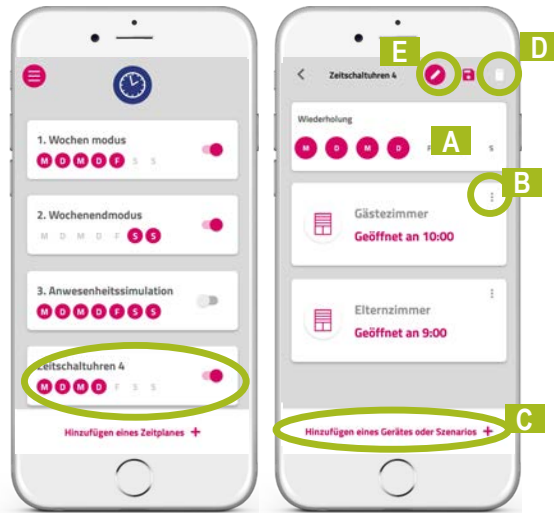 1. Wochen modus
M D M D F S S
2. Wochenendmodus
M D M D F S S
3. Anwesenheitssimulation
M D M D F S S
Zeitschaltuhren 4
M D M D F S S
Hinzufügen eines Zeitplanes +
E
D
Zeitschaltuhren 4
Wiederholung
M D M D F A S
B
Gästezimmer
Geöffnet an 10:00
Elternzimmer
Geöffnet an 9:00
C
Hinzufügen eines Gerätes oder Szenarios +